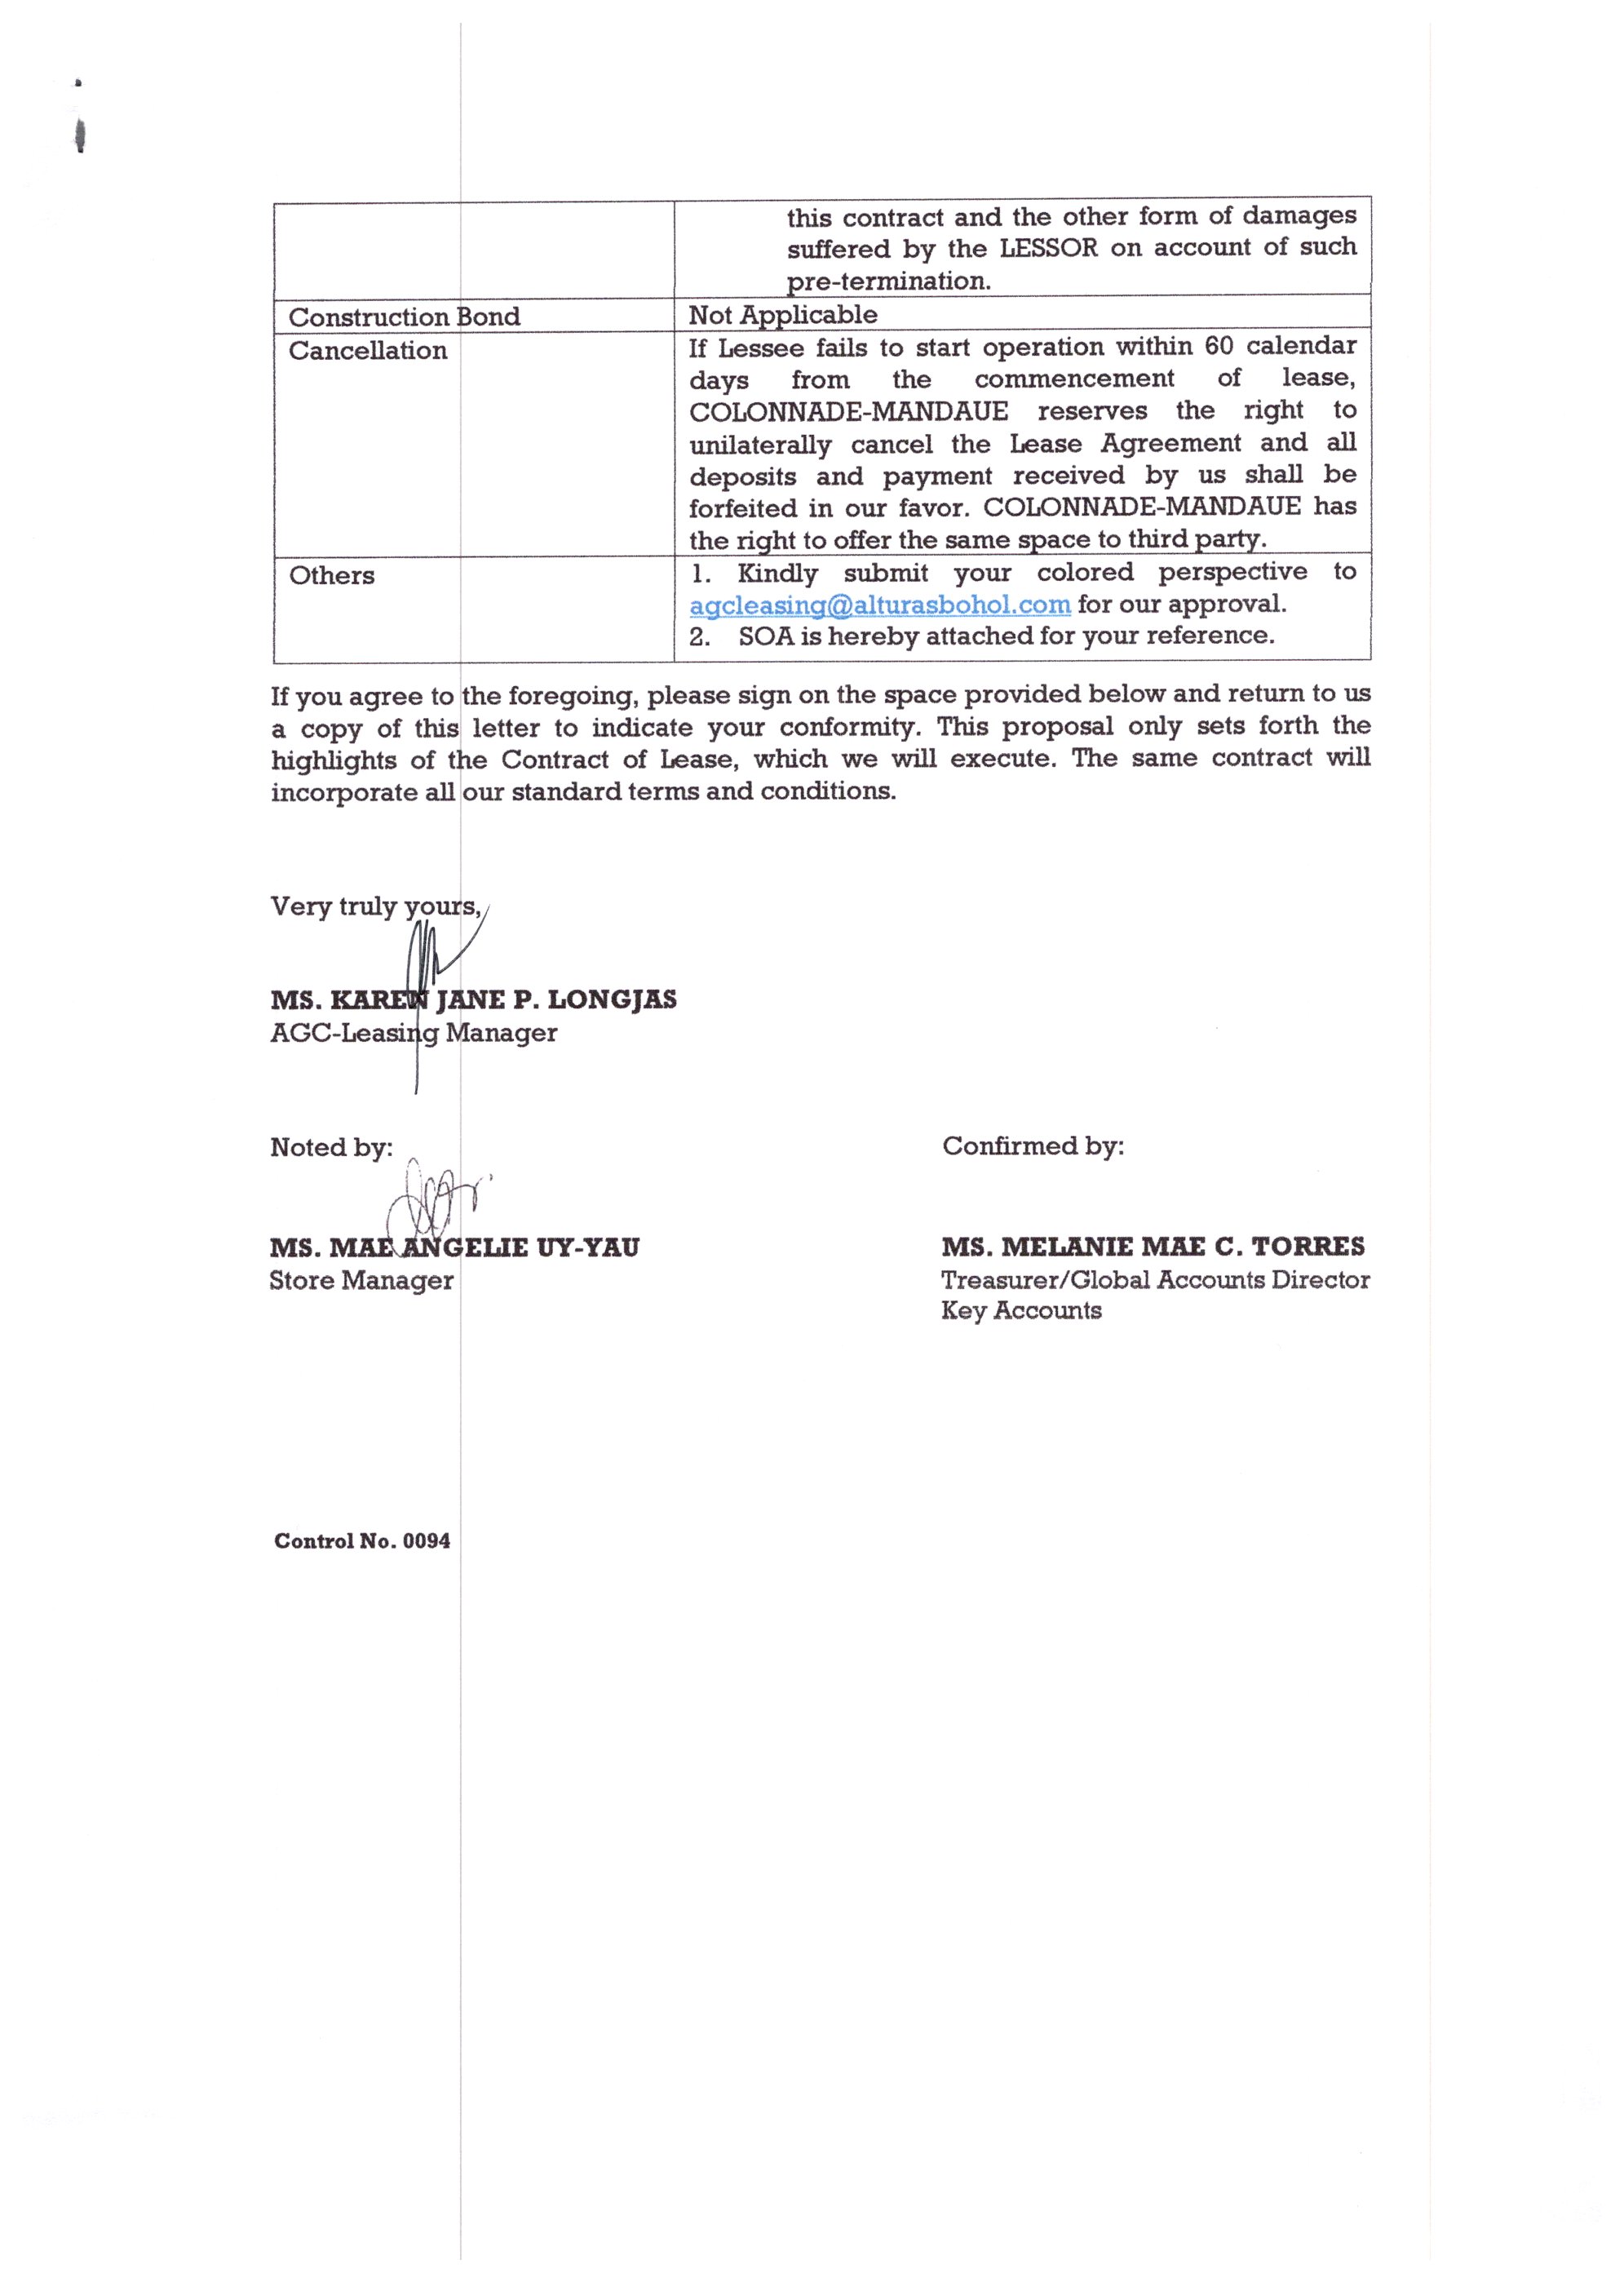 this contract and the other form of damages
suffered by the LESSOR on account of such
pre-termination.
Construction Bond
Not Applicable
Cancellation
If Lessee fails to start operation within 60 calendar
days from the commencement of lease,
COLONNADE-MANDAUE reserves the right to
unilaterally cancel the Lease Agreement and all
deposits and payment received by us shall be
forfeited in our favor. COLONNADE-MANDAUE has
the right to offer the same space to third party.
Others
1. Kindly submit your colored perspective to
agcleasing@alturasbohol.com for our approval.
2. SOA is hereby attached for your reference.
If you agree to the foregoing, please sign on the space provided below and return to us
a copy of this letter to indicate your conformity. This proposal only sets forth the
highlights of the Contract of Lease, which we will execute. The same contract will
incorporate all our standard terms and conditions.
Very truly yours,
MS. KAREN JANE P. LONGJAS
AGC-Leasing Manager
Noted by:
MS. MAE ANGELIE UY-YAU
Store Manager
Confirmed by:
MS. MELANIE MAE C. TORRES
Treasurer/Global Accounts Director
Key Accounts
Control No. 0094